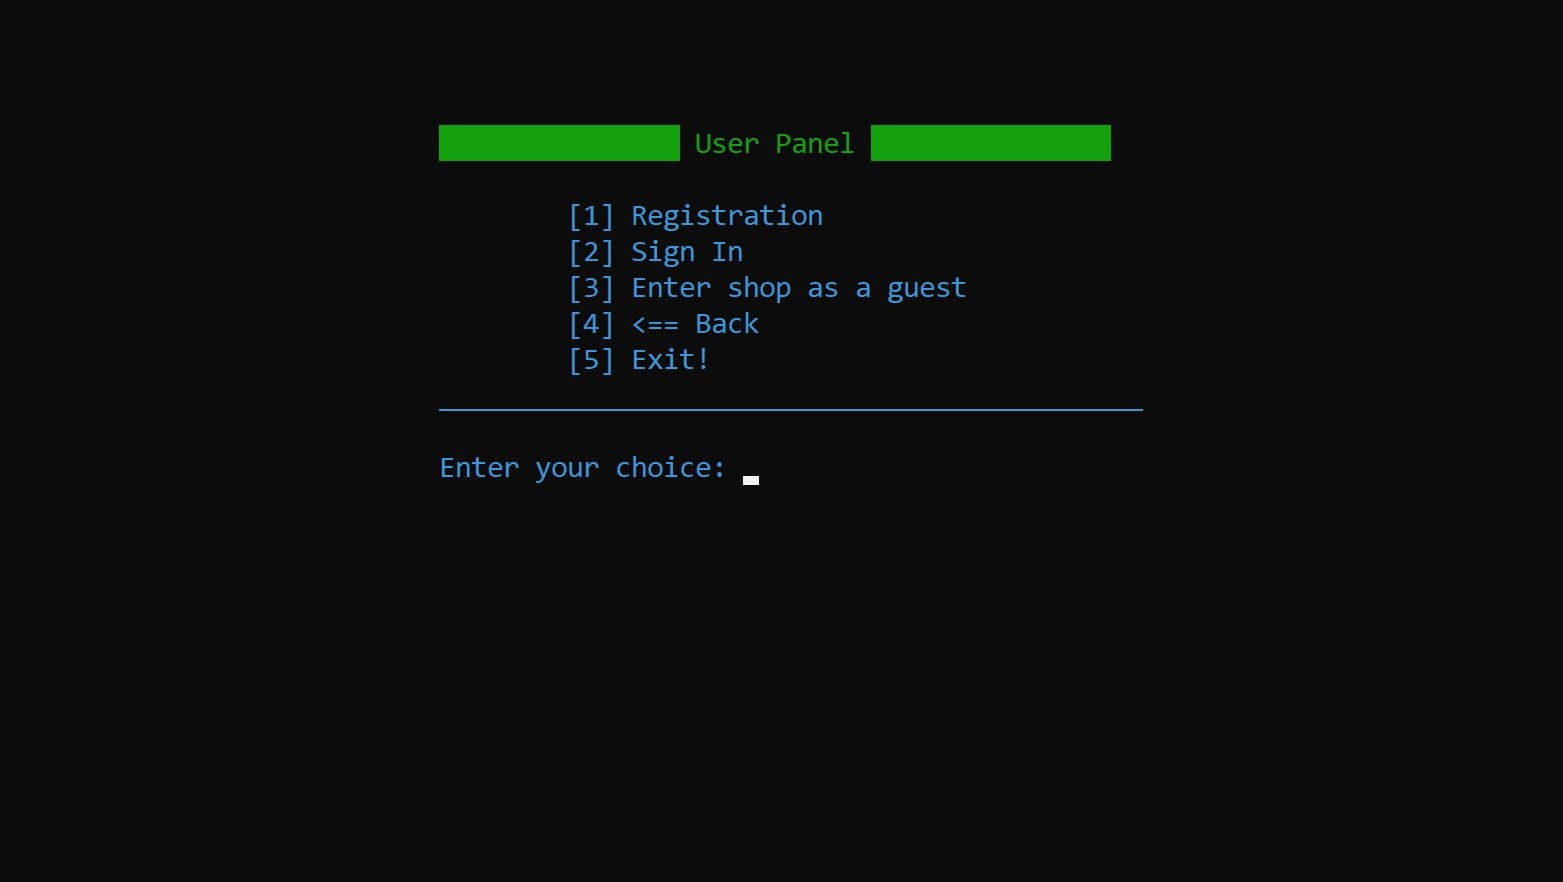 User Panel
[1] Registration
[2] Sign In
[3] Enter shop as a guest
[4] <== Back
[5] Exit!
Enter your choice: